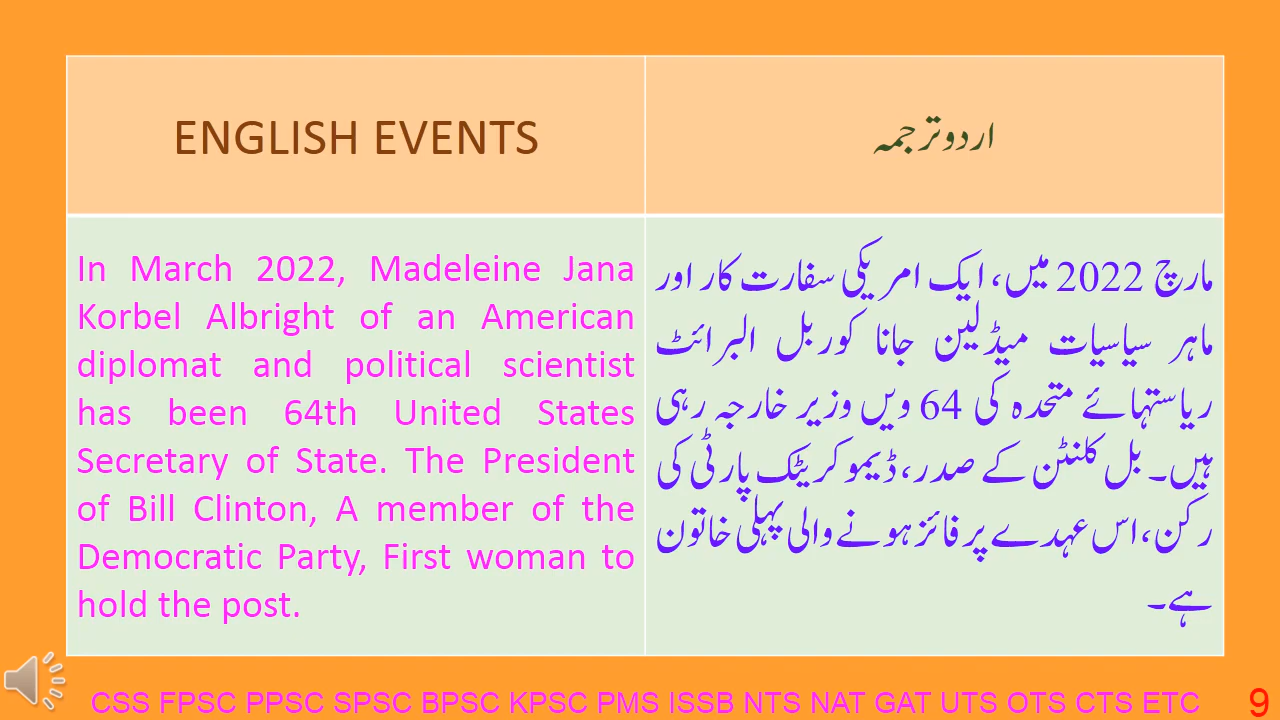 ENGLISH EVENTS
اردو ترجمہ
In March 2022, Madeleine Jana
Korbel Albright of an American
diplomat and political scientist
has been 64th United States
Secretary of State. The President
of Bill Clinton, A member of the
Democratic Party, First woman to
hold the post.
مارچ 2022 میں، ایک امریکی سفارت کار اور
ماہر سیاسیات میڈلین جانا کوربل البرائٹ
ریاستہائے متحدہ کی 64 ویں وزیر خارجہ رہی
ہیں۔ بل کلنٹن کے صدر، ڈیموکریٹک پارٹی کی
رکن، اس عہدے پر فائز ہونے والی پہلی خاتون
ہے۔
CSS FPSC PPSC SPSC BPSC KPSC PMS ISSB NTS NAT GAT UTS OTS CTS ETC
9